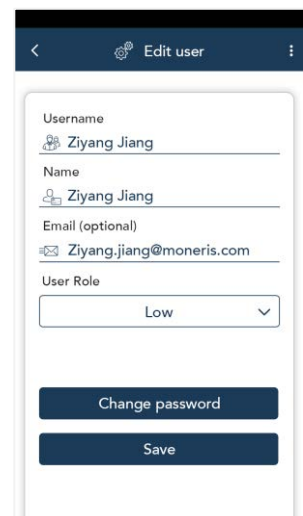 Edit user
Username
Ziyang Jiang
Name
Ziyang Jiang
Email (optional)
Ziyang.jiang@moneris.com
User Role
Low
Change password
Save